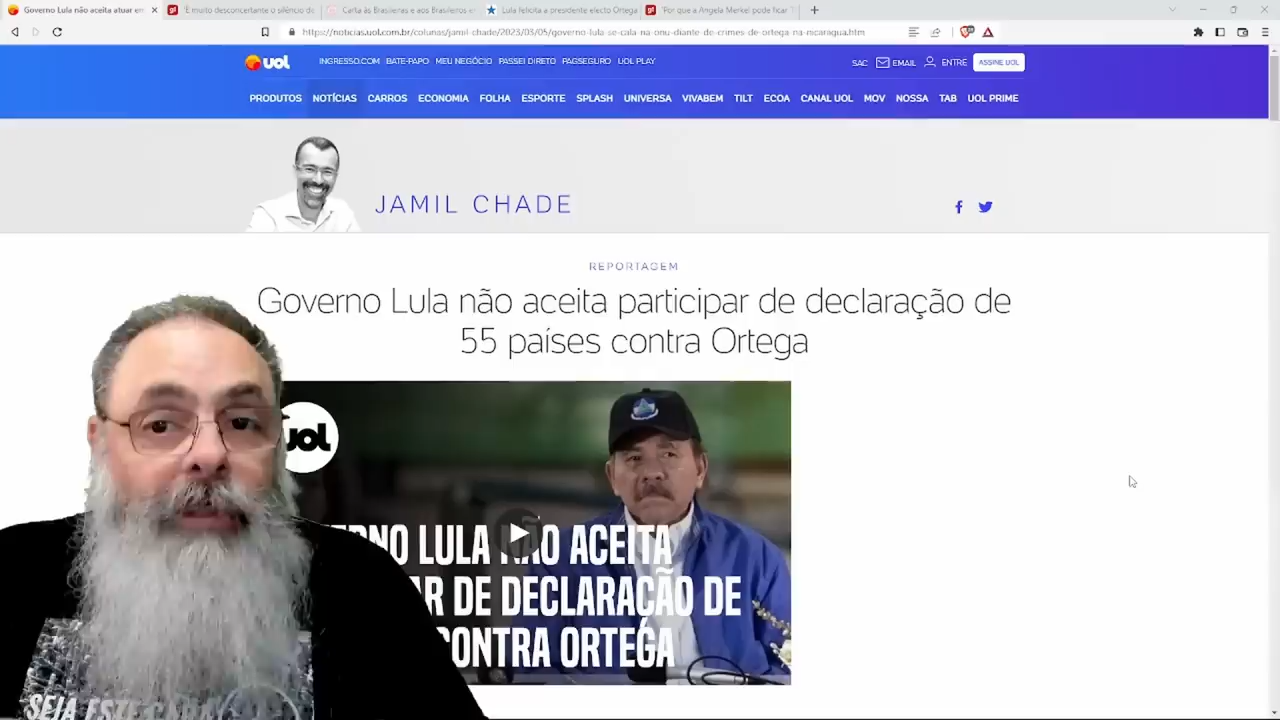 Governo Lula não aceita atuar em
É muito desconcertante o silêncio do
Carta às Brasileiras e aos Brasileiros e
Lula felicita a presidente electo Ortega
"Por que a Angela Merkel pode ficar
https://noticias.uol.com.br/colunas/jamil-chade/2023/03/05/governo-lula-se-cala-na-onu-diante-de-crimes-de-ortega-na-nicaragua.htm
UOL
INGRESSO.COM BATE-PAPO MEU NEGÓCIO PASSEI DIRETO PAGSEGURO UOL PLAY
SAC EMAIL ENTRE ASSINE UOL
PRODUTOS NOTÍCIAS CARROS ECONOMIA FOLHA ESPORTE SPLASH UNIVERSA VIVABEM TILT ECOA CANAL UOL MOV NOSSA TAB UOL PRIME
JAMIL CHADE
REPORTAGEM
Governo Lula não aceita participar de declaração de
55 países contra Ortega
uol
LULA NÃO ACEITA
DE DECLARAÇÃO DE
CONTRA ORTEGA
SEJA ESTE CARA